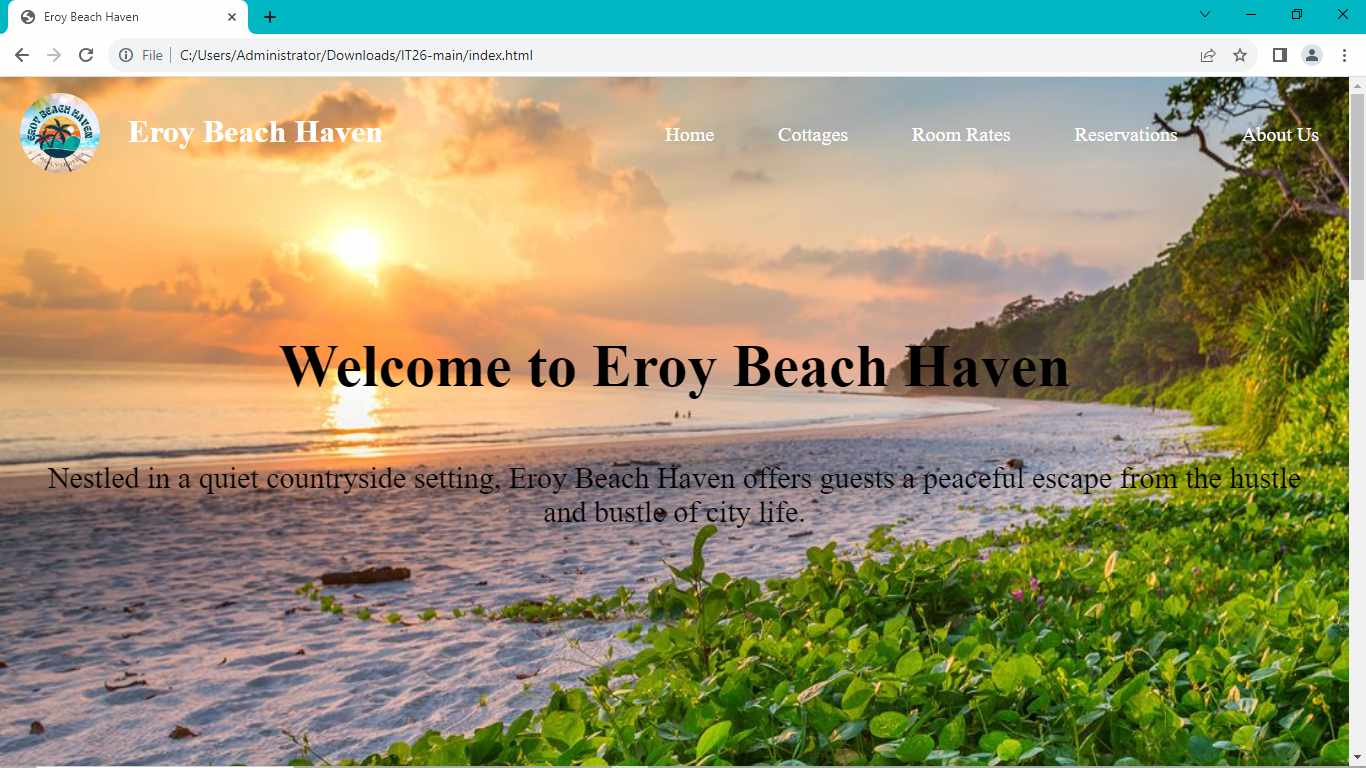 Eroy Beach Haven
File
C:/Users/Administrator/Downloads/IT26-main/index.html
EROY BEACH HAVEN
Eroy Beach Haven
Home
Cottages
Room Rates
Reservations
About Us
Welcome to Eroy Beach Haven
Nestled in a quiet countryside setting, Eroy Beach Haven offers guests a peaceful escape from the hustle
and bustle of city life.